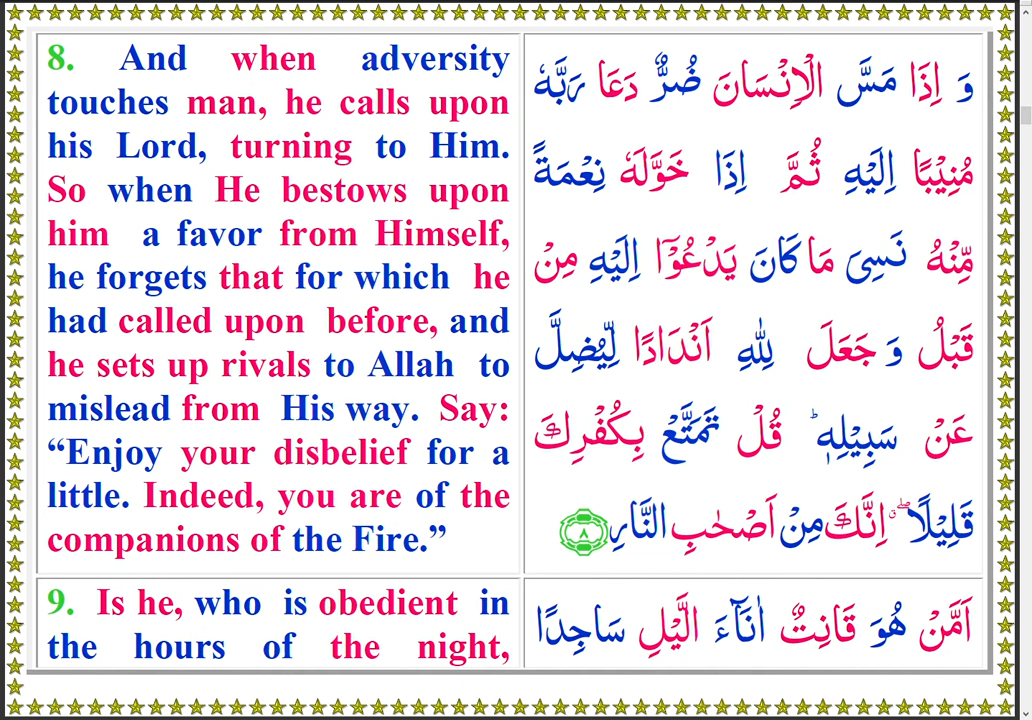 8. And when adversity
touches man, he calls upon
his Lord, turning to Him.
So when He bestows upon
him a favor from Himself,
he forgets that for which he
had called upon before, and
he sets up rivals to Allah to
mislead from His way. Say:
“Enjoy your disbelief for a
little. Indeed, you are of the
companions of the Fire.”
وَ اِذَا مَسَّ الْاِنْسَانَ ضُرٌّ دَعَا رَبَّهٗ
مُنِيْبًا اِلَيْهِ ثُمَّ اِذَا خَوَّلَهٗ نِعْمَةً
مِّنْهُ نَسِىَ مَا كَانَ يَدْعُوْۤا اِلَيْهِ مِنْ
قَبْلُ وَ جَعَلَ لِلّٰهِ اَنْدَادًا لِّيُضِلَّ
عَنْ سَبِيْلِهٖ‌ؕ قُلْ تَمَتَّعْ بِكُفْرِكَ
قَلِيْلًا ‌ۖۗ اِنَّكَ مِنْ اَصْحٰبِ النَّارِ ۸
9. Is he, who is obedient in
the hours of the night,
اَمَّنْ هُوَ قَانِتٌ اٰنَآءَ الَّيْلِ سَاجِدًا